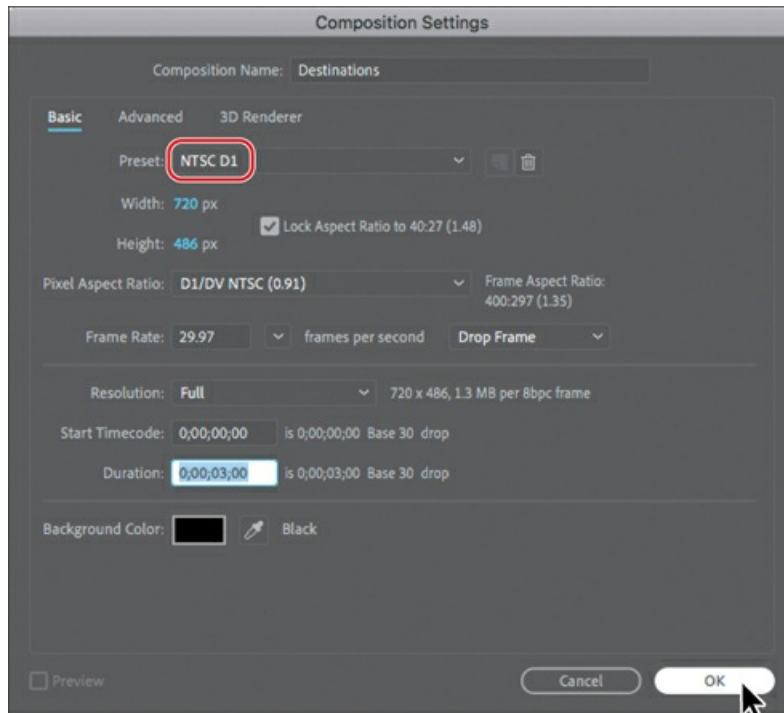 Composition Settings
Composition Name: Destinations
Basic Advanced 3D Renderer
Preset: NTSC D1
Width: 720 px
Lock Aspect Ratio to 40:27 (1.48)
Height: 486 px
Pixel Aspect Ratio: D1/DV NTSC (0.91) Frame Aspect Ratio:
400:297 (1.35)
Frame Rate: 29.97 frames per second Drop Frame
Resolution: Full 720 x 486, 1.3 MB per 8bpc frame
Start Timecode: 0;00;00;00 is 0;00;00;00 Base 30 drop
Duration: 0;00;03;00 is 0;00;03;00 Base 30 drop
Background Color: Black
Preview Cancel OK